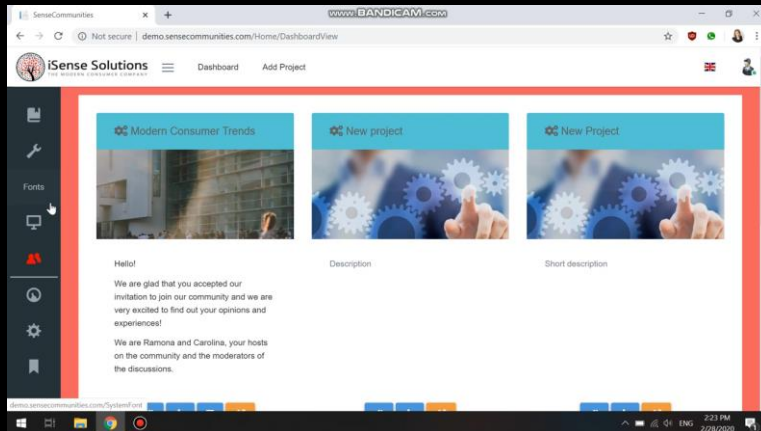 SenseCommunities
www.BANDICAM.com
Not secure | demo.sensecommunities.com/Home/DashboardView
iSense Solutions
THE MODERN CONSUMER COMPANY
Dashboard
Add Project
Fonts
Modern Consumer Trends
New project
New Project
Hello!
We are glad that you accepted our
invitation to join our community and we are
very excited to find out your opinions and
experiences!
We are Ramona and Carolina, your hosts
on the community and the moderators of
the discussions.
Description
Short description
demo.sensecommunities.com/SystemFont
ENG
2:23 PM
2/28/2020